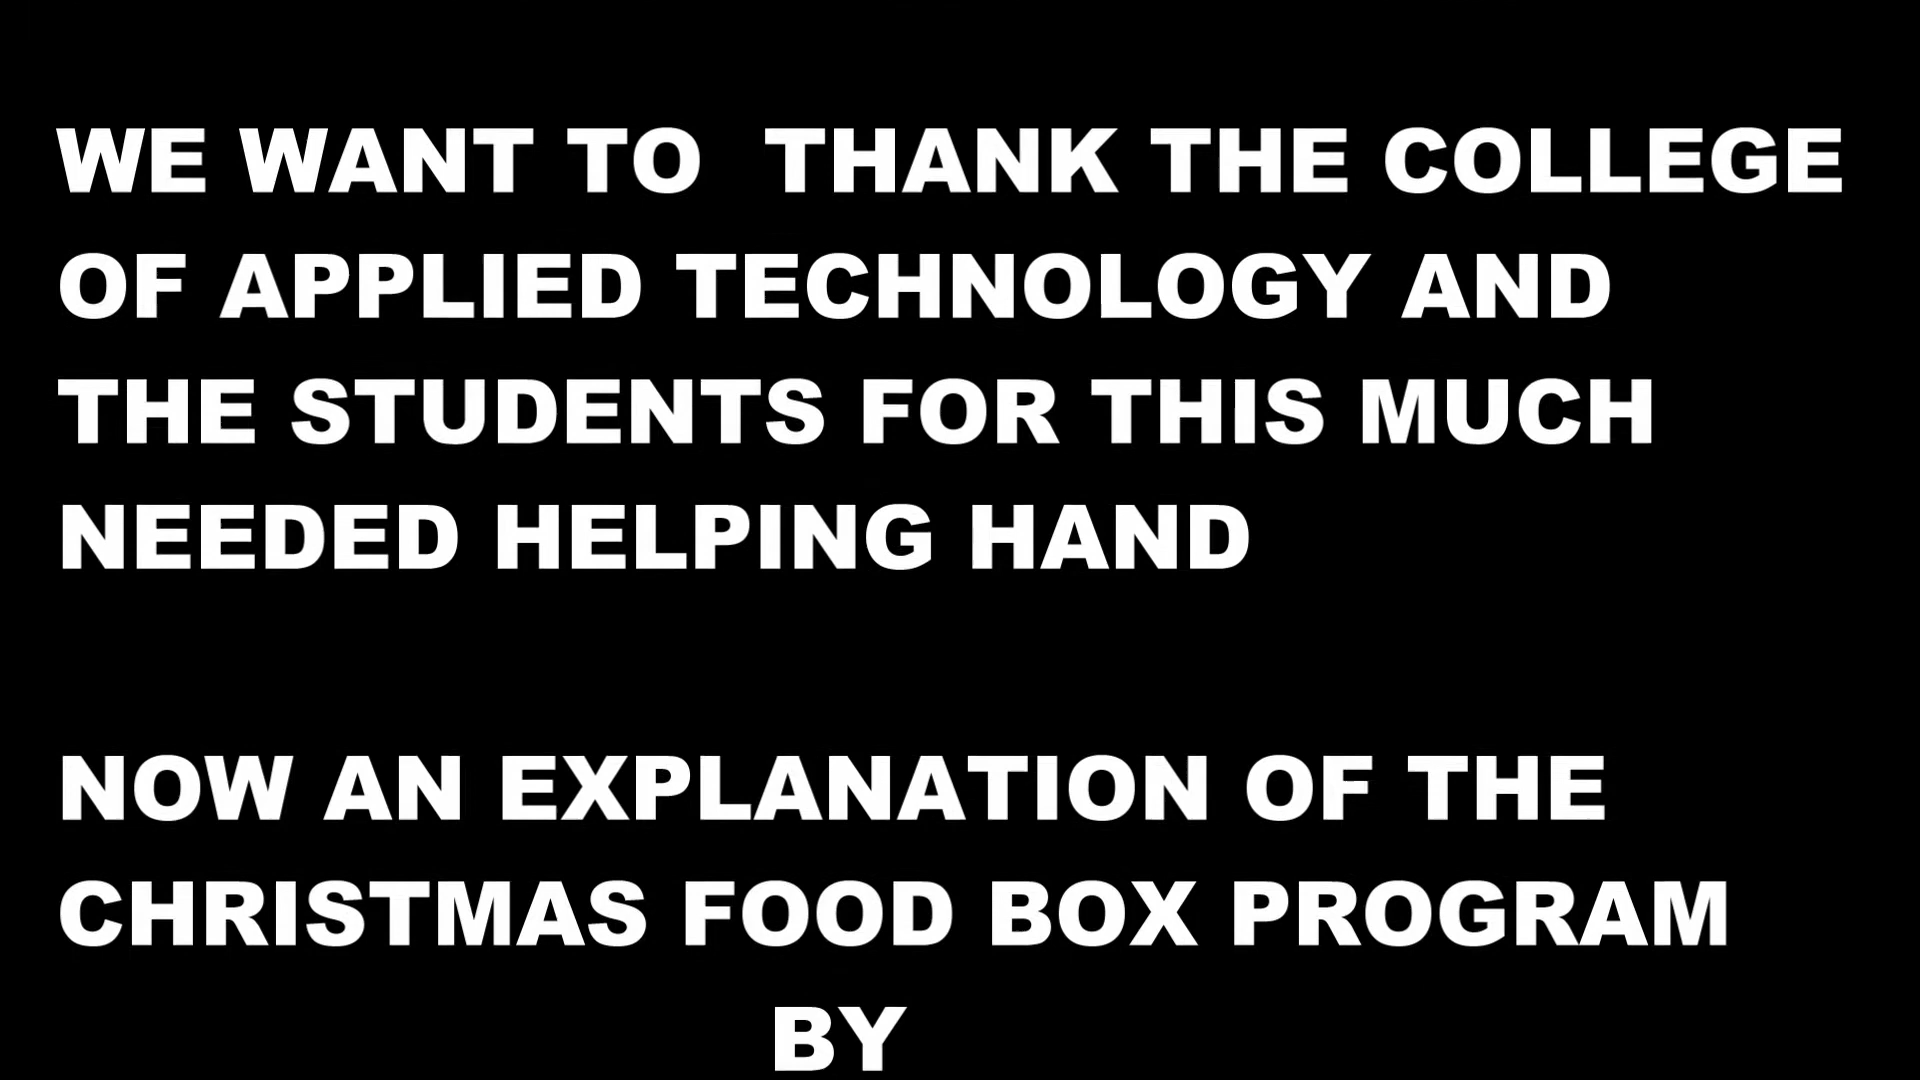 WE WANT TO  THANK THE COLLEGE
OF APPLIED TECHNOLOGY AND
THE STUDENTS FOR THIS MUCH
NEEDED HELPING HAND
NOW AN EXPLANATION OF THE
CHRISTMAS FOOD BOX PROGRAM
BY